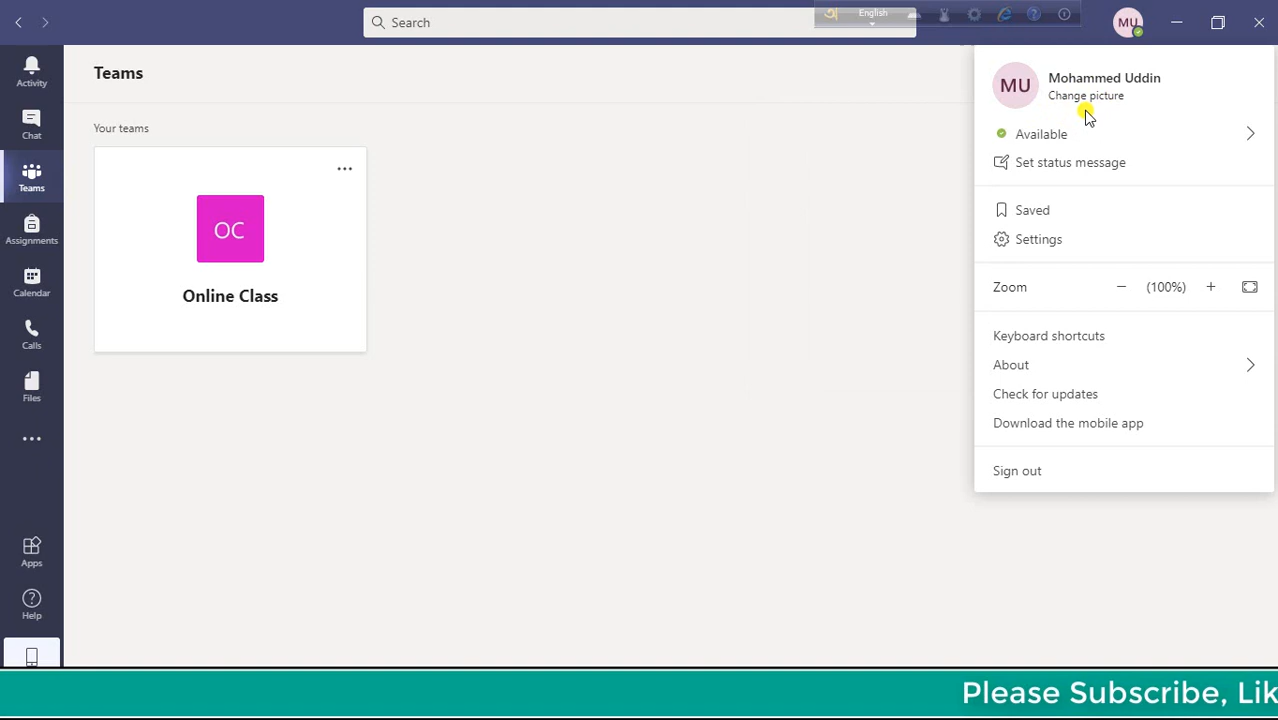 Search
English
MU
Activity
Chat
Teams
Assignments
Calendar
Calls
Files
Apps
Help
Teams
Your teams
OC
Online Class
MU
Mohammed Uddin
Change picture
Available
Set status message
Saved
Settings
Zoom
(100%)
Keyboard shortcuts
About
Check for updates
Download the mobile app
Sign out
Please Subscribe, Lik